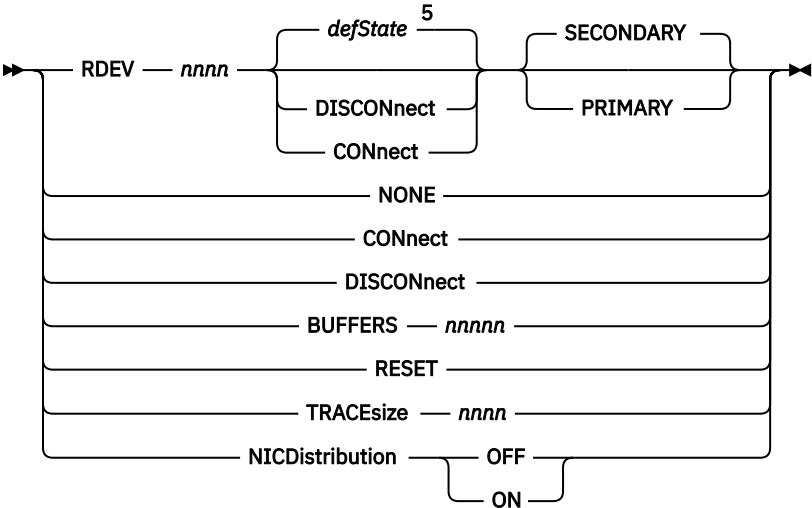 defState 5
SECONDARY
RDEV nnnn
DISCONnect
PRIMARY
CONnect
NONE
CONnect
DISCONnect
BUFFERS nnnnn
RESET
TRACEsize nnnn
NICDistribution OFF
ON